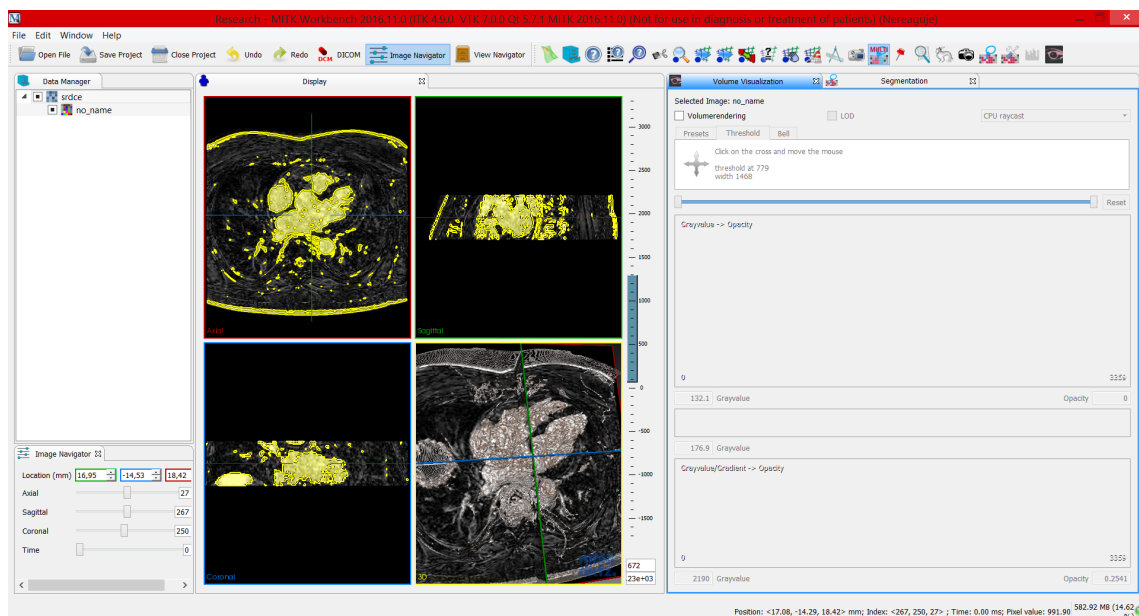 Research - MITK Workbench 2016.11.0 (ITK 4.9.0 VTK 7.0.0 Qt 5.7.1 MITK 2016.11.0) (Not for use in diagnosis or treatment of patients) (Nereaguje)
File Edit Window Help
Open File Save Project Close Project Undo Redo DCM DICOM Image Navigator View Navigator MULTI
Data Manager
srdce
no_name
Display
Axial
Sagittal
Coronal
3D
3000
2500
2000
1500
1000
500
0
-500
-1000
-1500
672
.23e+03
Volume Visualization Segmentation
Selected Image: no_name
Volumerendering LOD CPU raycast
Presets Threshold Bell
Click on the cross and move the mouse
threshold at 779
width 1468
Reset
Grayvalue -> Opacity
0 3356
132.1 Grayvalue Opacity 0
176.9 Grayvalue
Grayvalue/Gradient -> Opacity
0 3356
2190 Grayvalue Opacity 0.2541
Image Navigator
Location (mm) 16,95 -14,53 18,42
Axial 27
Sagittal 267
Coronal 250
Time 0
Position: <17.08, -14.29, 18.42> mm; Index: <267, 250, 27> ; Time: 0.00 ms; Pixel value: 991.90 582.92 MB (14.62